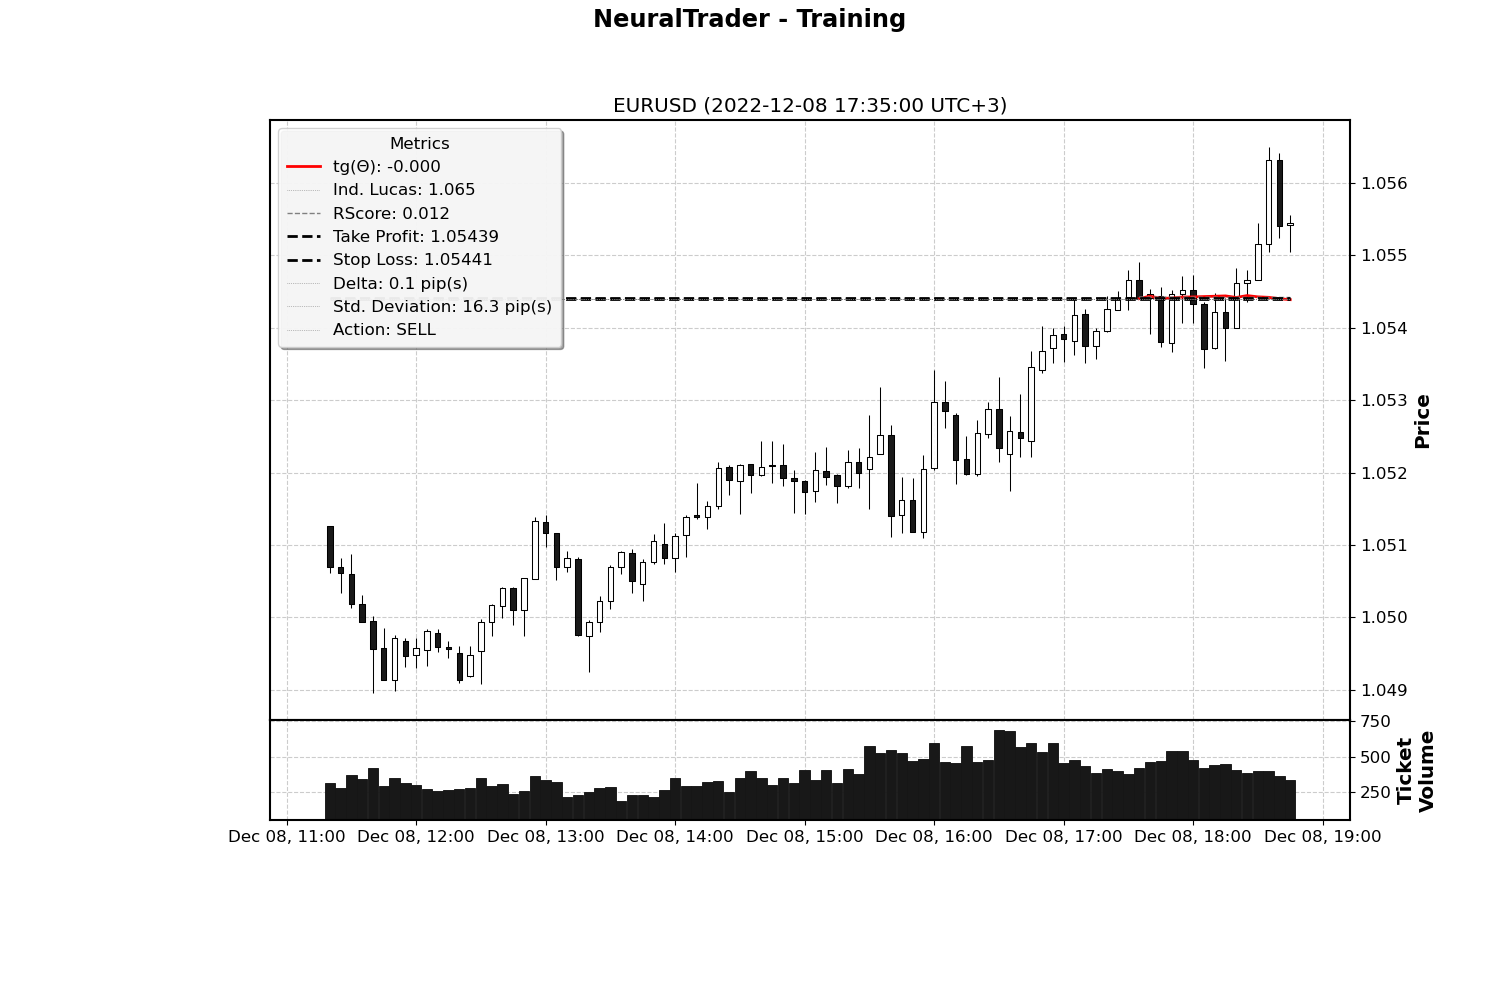 NeuralTrader - Training
EURUSD (2022-12-08 17:35:00 UTC+3)
Metrics
tg(Θ): -0.000
Ind. Lucas: 1.065
RScore: 0.012
Take Profit: 1.05439
Stop Loss: 1.05441
Delta: 0.1 pip(s)
Std. Deviation: 16.3 pip(s)
Action: SELL
1.056
1.055
1.054
1.053
1.052
1.051
1.050
1.049
Price
750
500
250
Ticket
Volume
Dec 08, 11:00 Dec 08, 12:00 Dec 08, 13:00 Dec 08, 14:00 Dec 08, 15:00 Dec 08, 16:00 Dec 08, 17:00 Dec 08, 18:00 Dec 08, 19:00